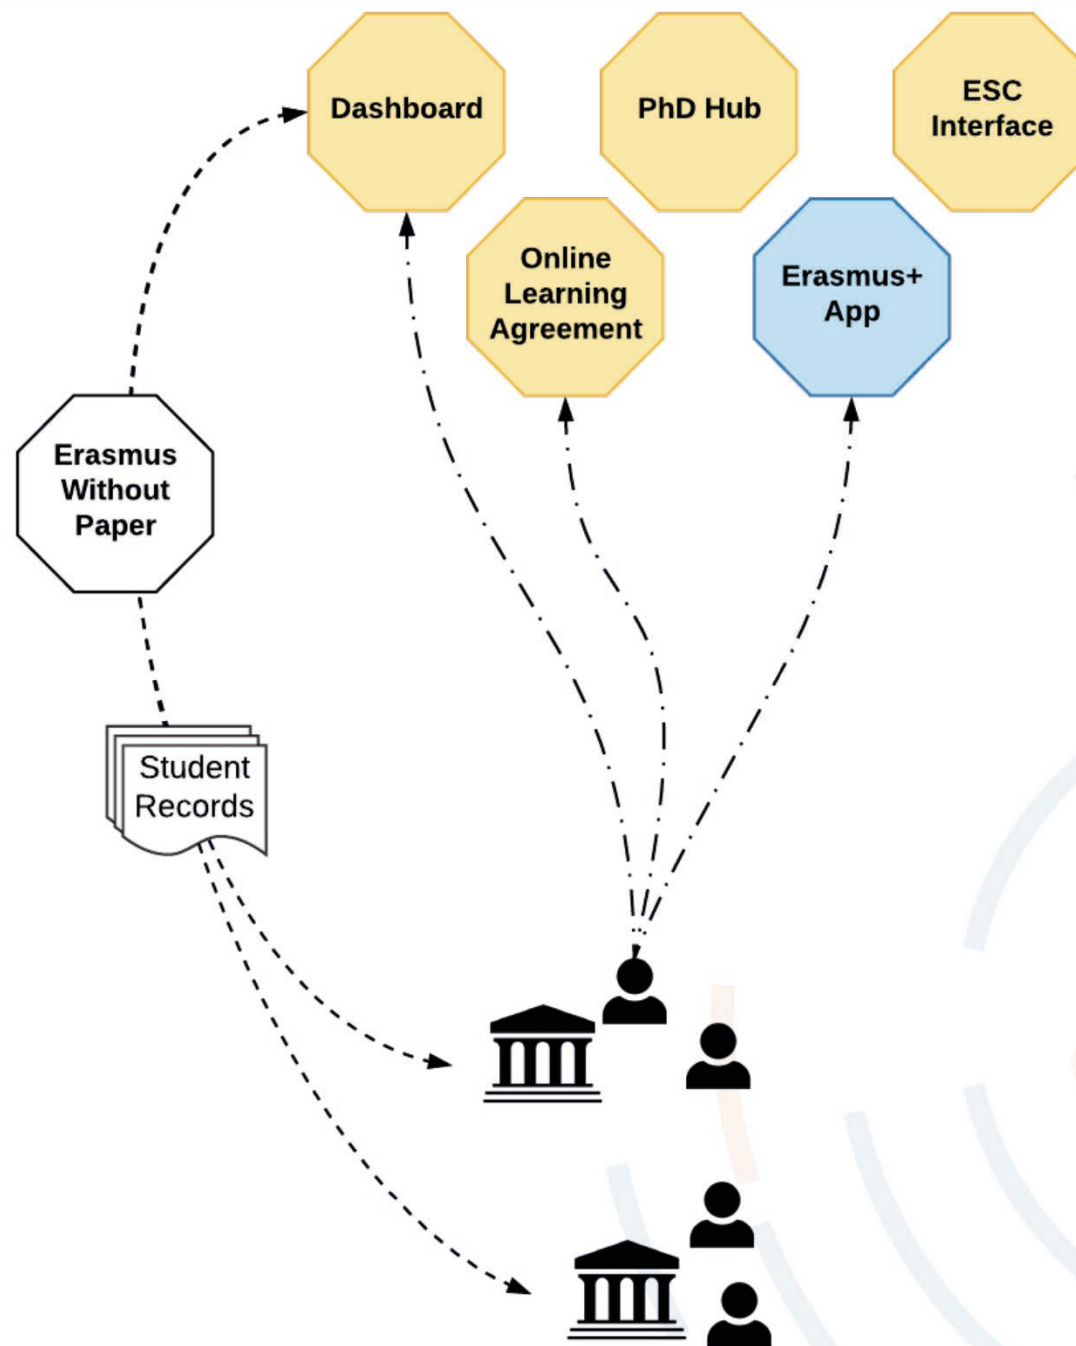 Dashboard
PhD Hub
ESC
Interface
Online
Learning
Agreement
Erasmus+
App
Erasmus
Without
Paper
Student
Records